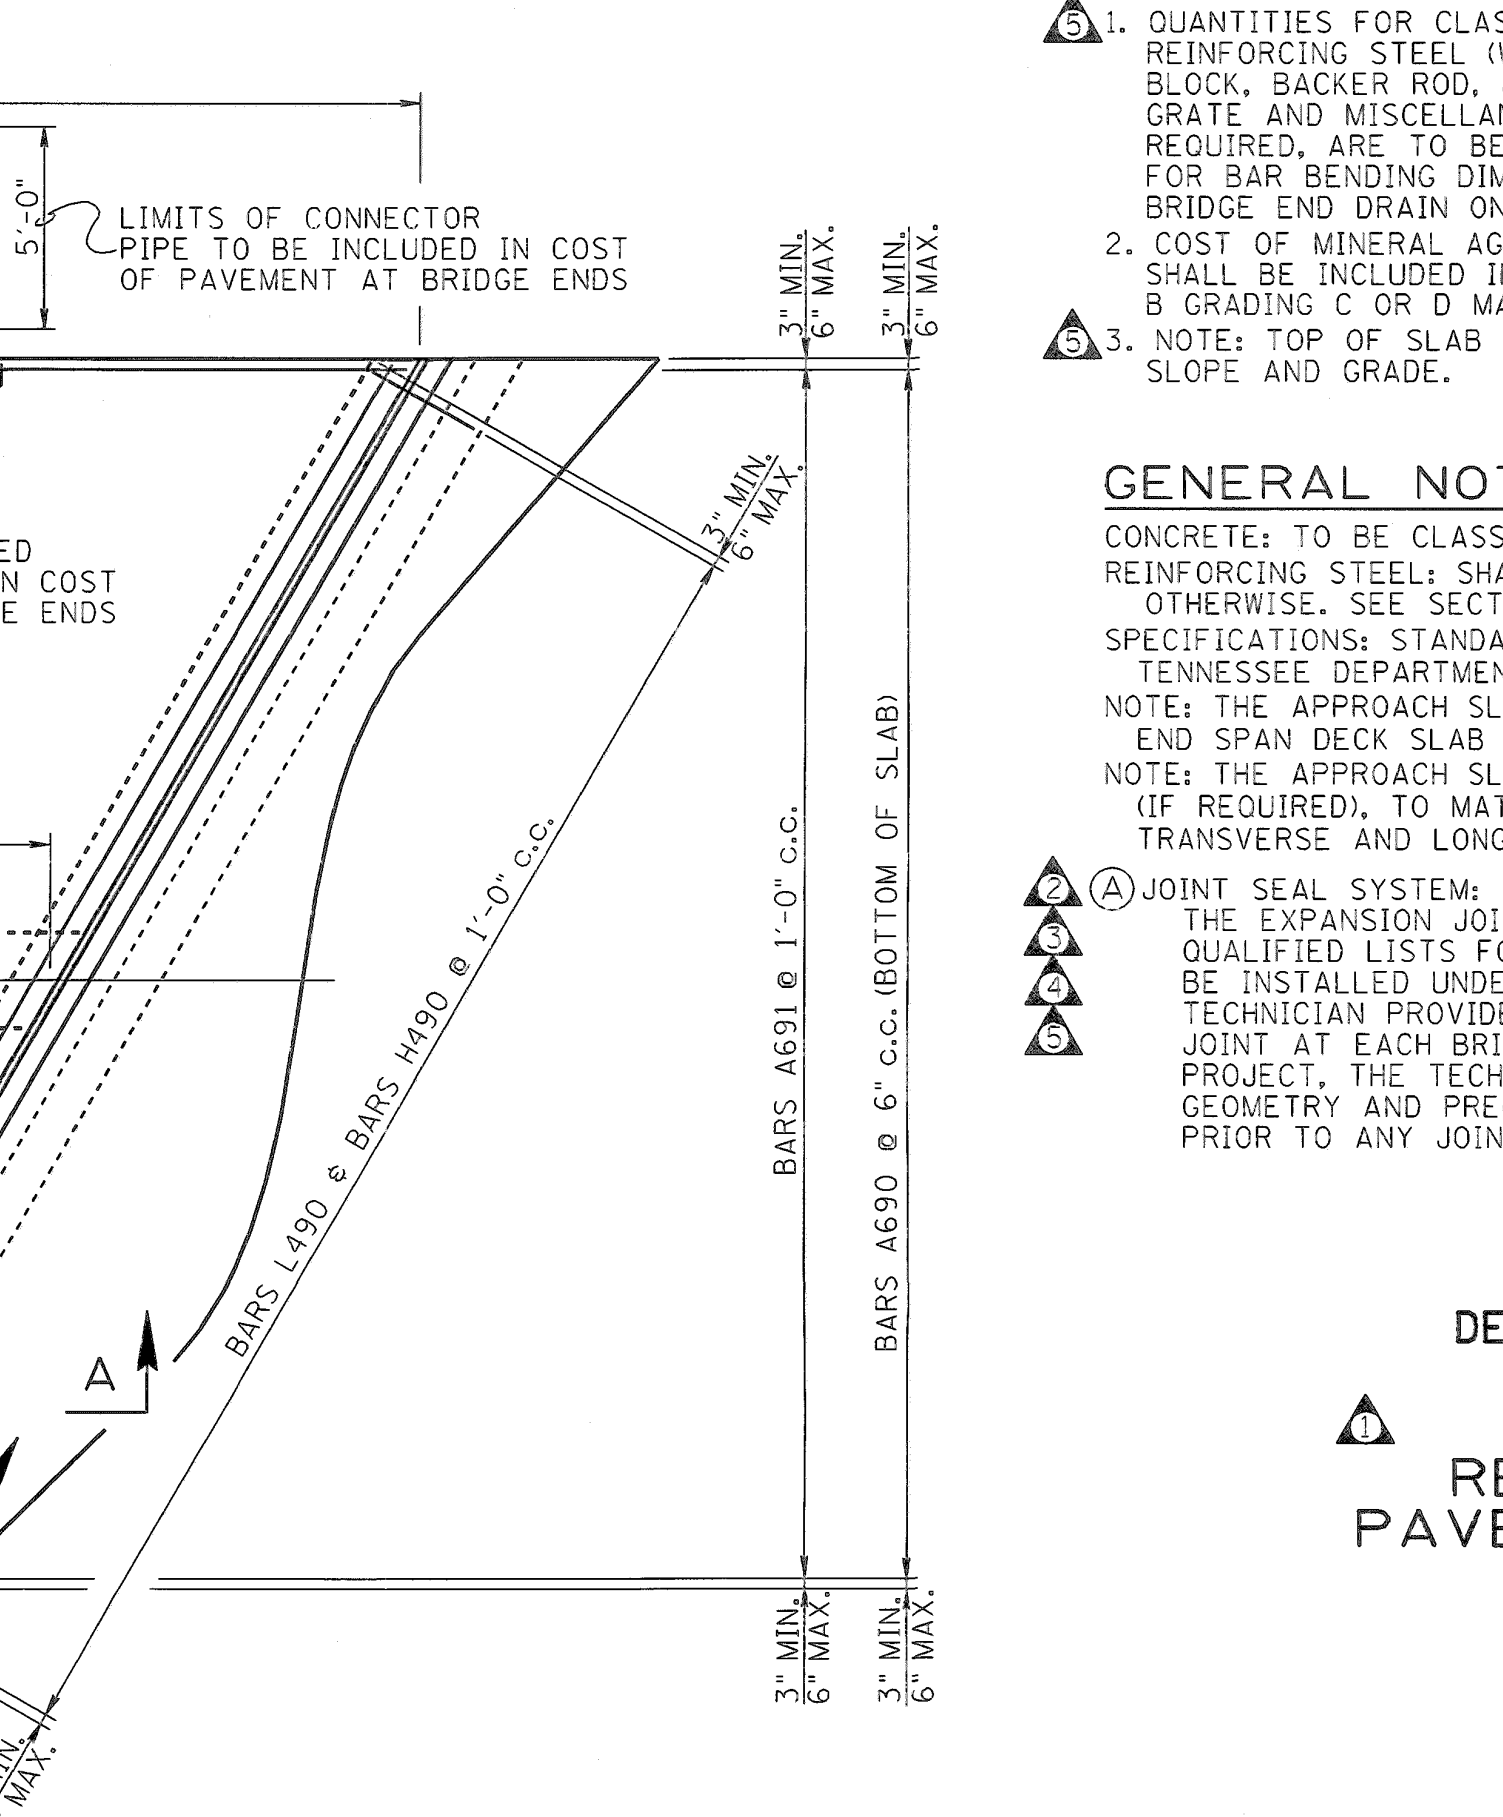 5'-0"
LIMITS OF CONNECTOR
PIPE TO BE INCLUDED IN COST
OF PAVEMENT AT BRIDGE ENDS
3" MIN.
6" MAX.
3" MIN.
6" MAX.
3" MIN.
6" MAX.
N COST
E ENDS
BARS L490 & BARS H490 @ 1'-0" C.C.
BARS A691 @ 1'-0" C.C.
BARS A690 @ 6" C.C. (BOTTOM OF SLAB)
A
3" MIN.
6" MAX.
3" MIN.
6" MAX.
MAX.
5 1. QUANTITIES FOR CLAS
REINFORCING STEEL (
BLOCK, BACKER ROD,
GRATE AND MISCELLAN
REQUIRED, ARE TO BE
FOR BAR BENDING DIM
BRIDGE END DRAIN ON
2. COST OF MINERAL AG
SHALL BE INCLUDED I
B GRADING C OR D MA
5 3. NOTE: TOP OF SLAB
SLOPE AND GRADE.
GENERAL NOT
CONCRETE: TO BE CLASS
REINFORCING STEEL: SHA
OTHERWISE. SEE SECT
SPECIFICATIONS: STANDA
TENNESSEE DEPARTMEN
NOTE: THE APPROACH SL
END SPAN DECK SLAB
NOTE: THE APPROACH SL
(IF REQUIRED), TO MAT
TRANSVERSE AND LONG
2 A JOINT SEAL SYSTEM:
THE EXPANSION JOI
3 QUALIFIED LISTS FO
4 BE INSTALLED UNDE
TECHNICIAN PROVIDE
5 JOINT AT EACH BRI
PROJECT, THE TECH
GEOMETRY AND PRE
PRIOR TO ANY JOIN
DE
1
RE
PAVE